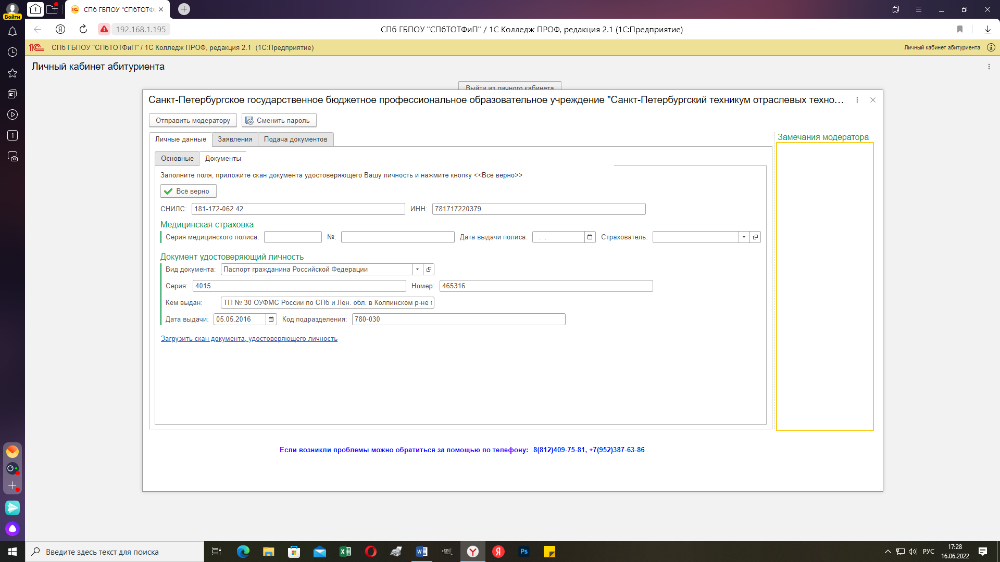 СПб ГБПОУ "СПбТОТФи
Войти
192.168.1.195
СПб ГБПОУ "СПбТОТФиП" / 1С Колледж ПРОФ, редакция 2.1 (1С:Предприятие)
СПб ГБПОУ "СПбТОТФиП" / 1С Колледж ПРОФ, редакция 2.1 (1С:Предприятие)
Личный кабинет абитуриента
Личный кабинет абитуриента
Выйти из личного кабинета
Санкт-Петербургское государственное бюджетное профессиональное образовательное учреждение "Санкт-Петербургский техникум отраслевых техно...
Отправить модератору
Сменить пароль
Личные данные
Заявления
Подача документов
Замечания модератора
Основные
Документы
Заполните поля, приложите скан документа удостоверяющего Вашу личность и нажмите кнопку <<Всё верно>>
Всё верно
СНИЛС: 181-172-062 42 ИНН: 781717220379
Медицинская страховка
Серия медицинского полиса: №: Дата выдачи полиса: . . Страхователь:
Документ удостоверяющий личность
Вид документа: Паспорт гражданина Российской Федерации
Серия: 4015 Номер: 465316
Кем выдан: ТП № 30 ОУФМС России по СПб и Лен. обл. в Колпинском р-не г
Дата выдачи: 05.05.2016 Код подразделения: 780-030
Загрузить скан документа, удостоверяющего личность
Если возникли проблемы можно обратиться за помощью по телефону: 8(812)409-75-81, +7(952)387-63-86
Введите здесь текст для поиска
РУС
17:28
16.06.2022